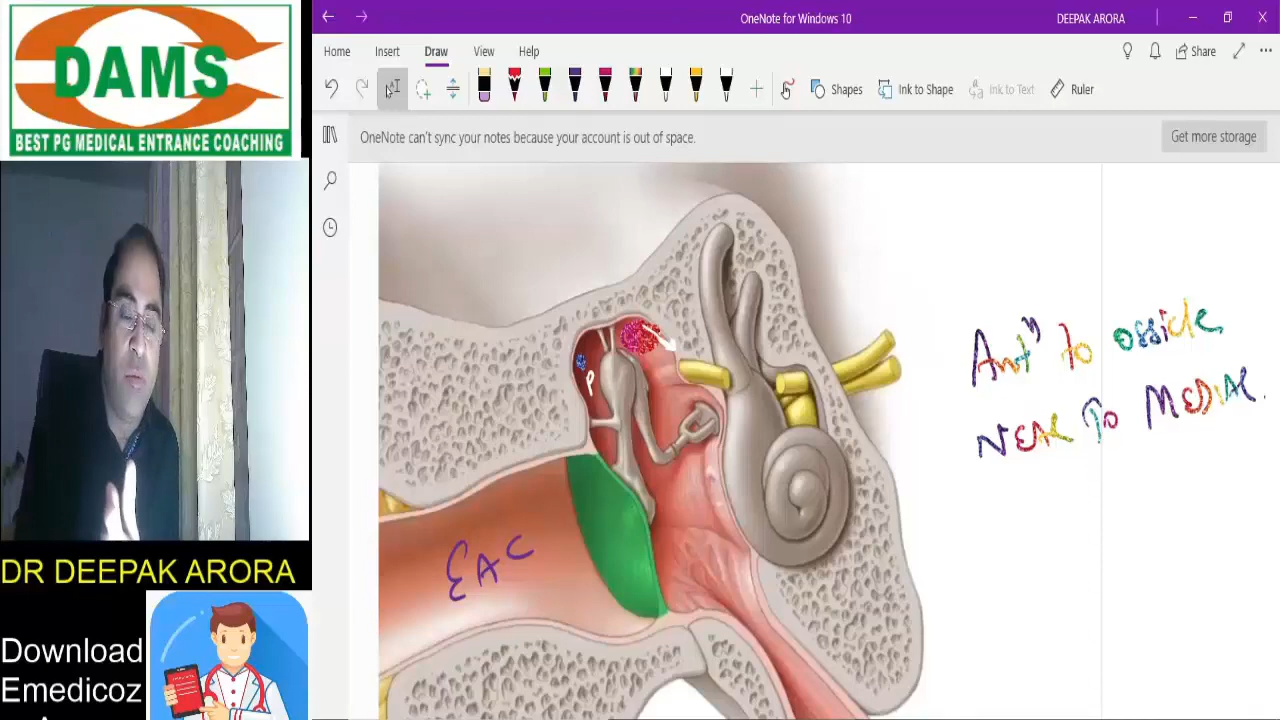 DAMS
BEST PG MEDICAL ENTRANCE COACHING
OneNote for Windows 10
DEEPAK ARORA
Home Insert Draw View Help
Share
Shapes Ink to Shape Ink to Text Ruler
OneNote can't sync your notes because your account is out of space.
Get more storage
P
EAC
Antr to ossicle
NEAR To MEDIAL.
DR DEEPAK ARORA
Download
Emedicoz